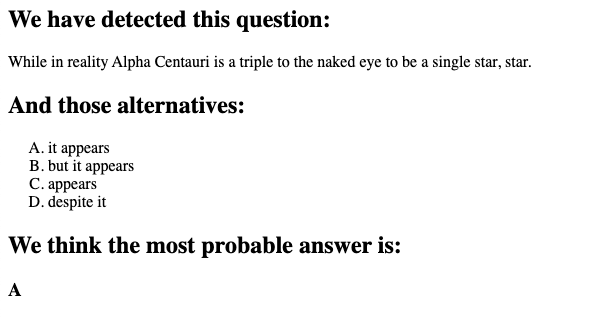 We have detected this question:
While in reality Alpha Centauri is a triple to the naked eye to be a single star, star.
And those alternatives:
A. it appears
B. but it appears
C. appears
D. despite it
We think the most probable answer is:
A